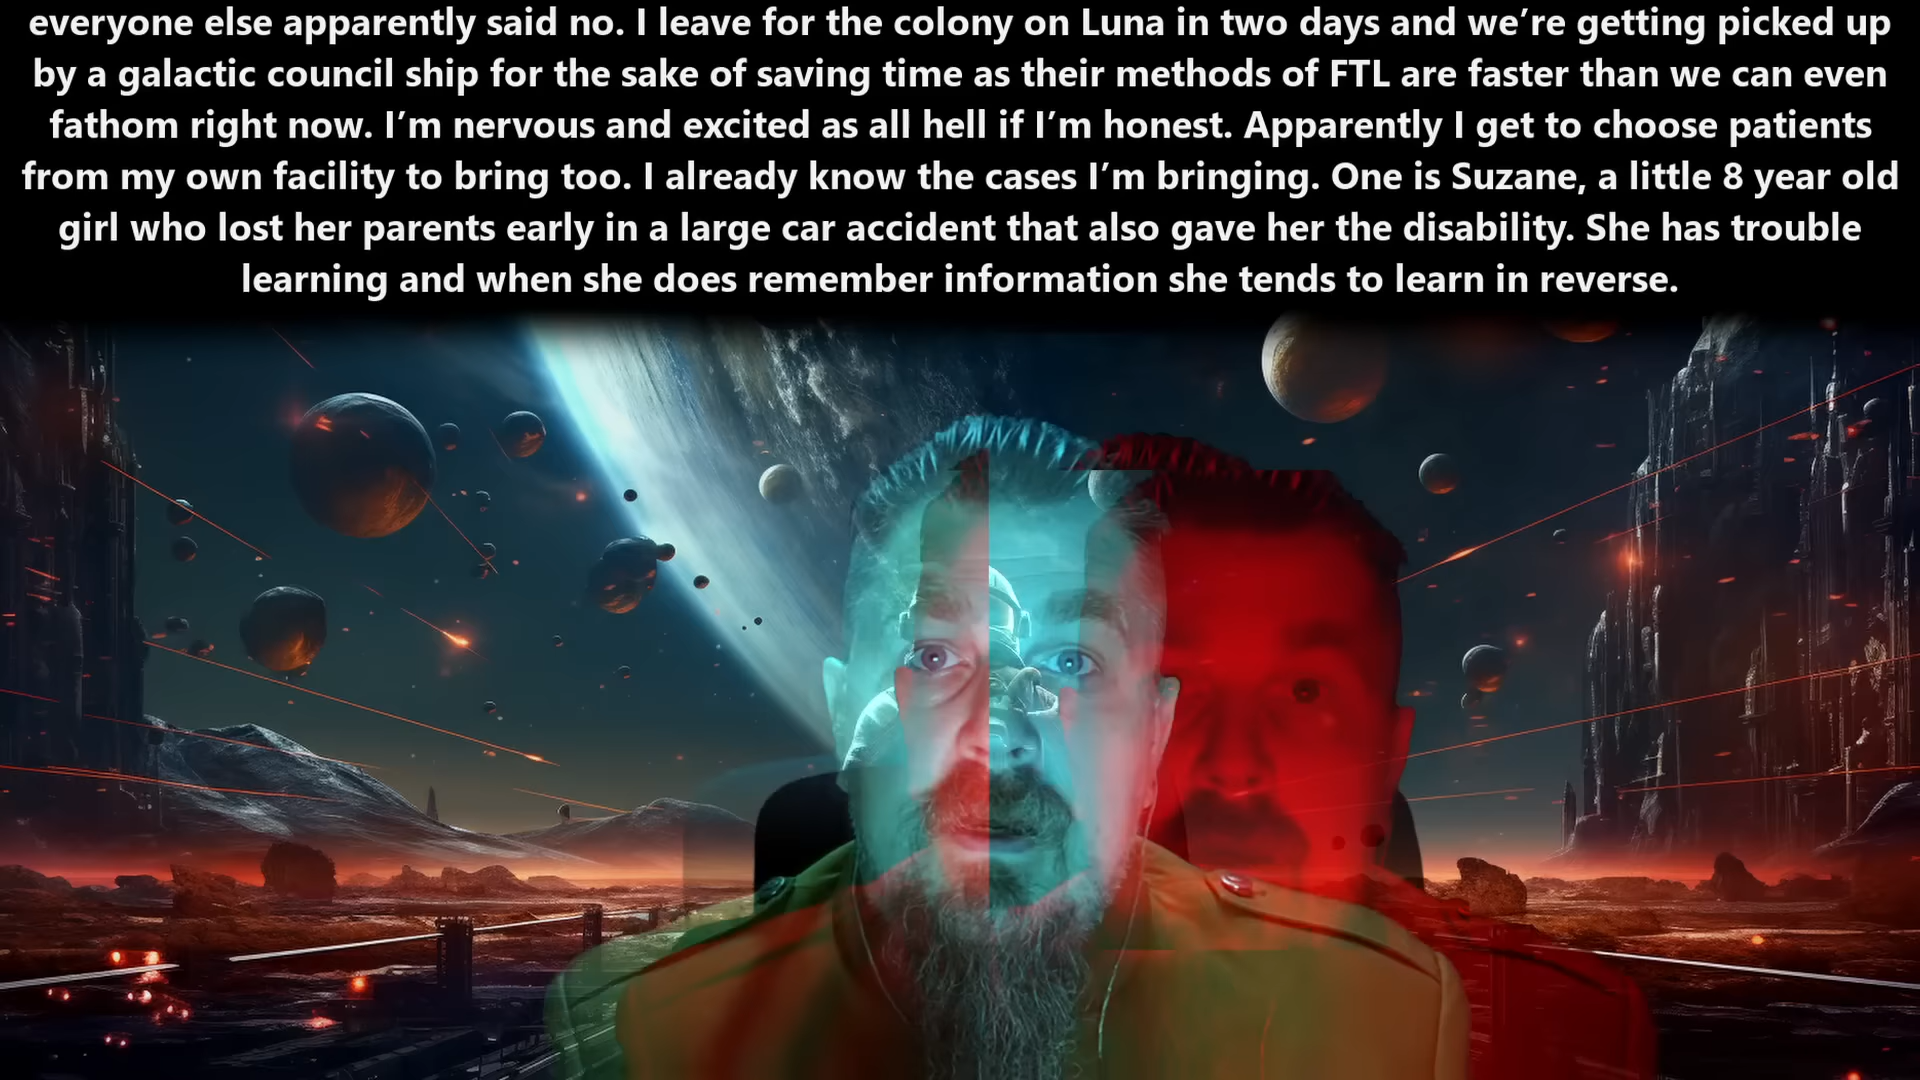 everyone else apparently said no. I leave for the colony on Luna in two days and we’re getting picked up
by a galactic council ship for the sake of saving time as their methods of FTL are faster than we can even
fathom right now. I’m nervous and excited as all hell if I’m honest. Apparently I get to choose patients
from my own facility to bring too. I already know the cases I’m bringing. One is Suzane, a little 8 year old
girl who lost her parents early in a large car accident that also gave her the disability. She has trouble
learning and when she does remember information she tends to learn in reverse.